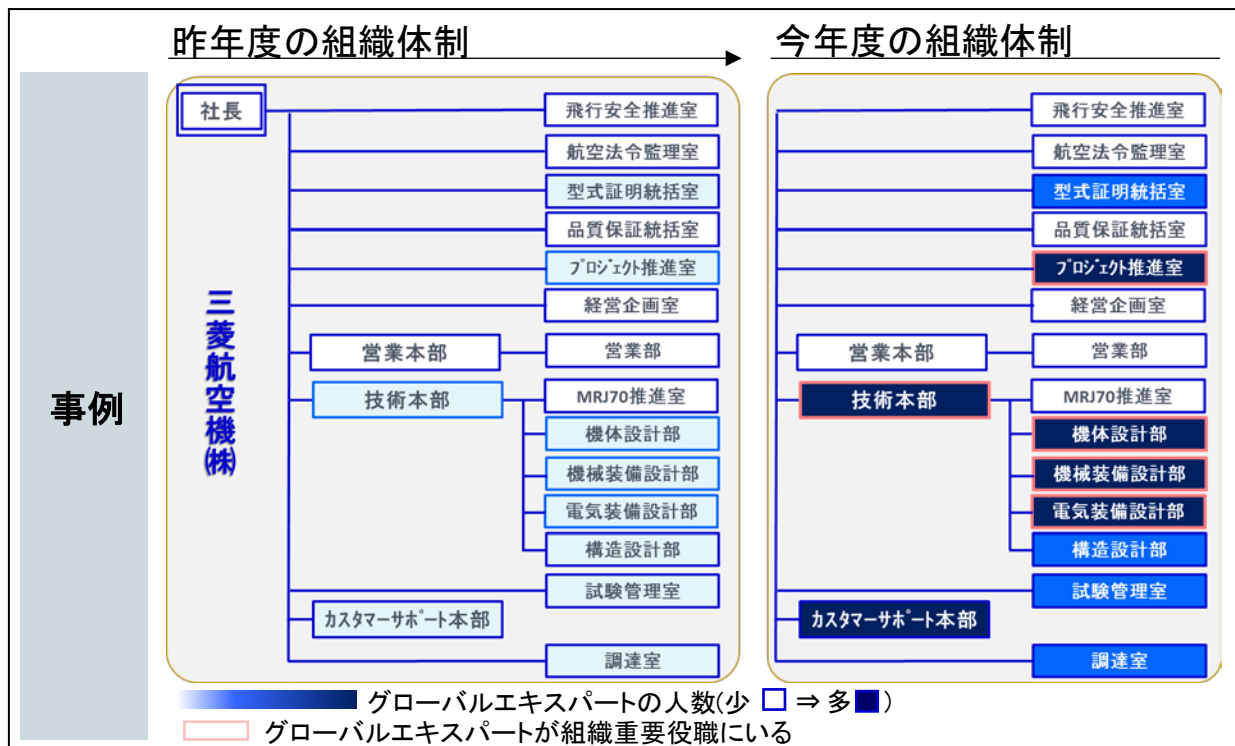 昨年度の組織体制
今年度の組織体制
事例
三菱航空機㈱
社長
飛行安全推進室
航空法令監理室
型式証明統括室
品質保証統括室
プロジェクト推進室
経営企画室
営業本部
営業部
技術本部
MRJ70推進室
機体設計部
機械装備設計部
電気装備設計部
構造設計部
試験管理室
カスタマーサポート本部
調達室
飛行安全推進室
航空法令監理室
型式証明統括室
品質保証統括室
プロジェクト推進室
経営企画室
営業本部
営業部
技術本部
MRJ70推進室
機体設計部
機械装備設計部
電気装備設計部
構造設計部
試験管理室
カスタマーサポート本部
調達室
グローバルエキスパートの人数(少 □ ⇒ 多■)
グローバルエキスパートが組織重要役職にいる